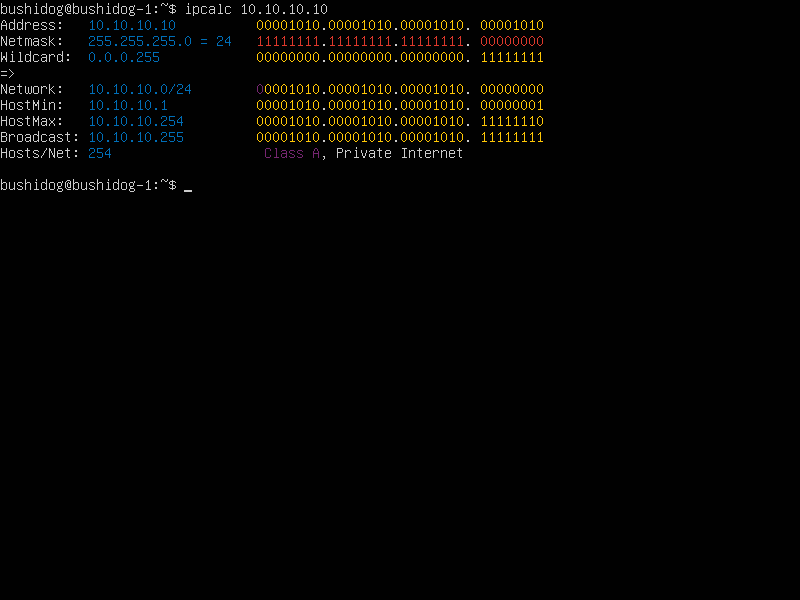 bushidog@bushidog-1:~$ ipcalc 10.10.10.10
Address:   10.10.10.10          00001010.00001010.00001010. 00001010
Netmask:   255.255.255.0 = 24   11111111.11111111.11111111. 00000000
Wildcard:  0.0.0.255            00000000.00000000.00000000. 11111111
=>
Network:   10.10.10.0/24        00001010.00001010.00001010. 00000000
HostMin:   10.10.10.1           00001010.00001010.00001010. 00000001
HostMax:   10.10.10.254         00001010.00001010.00001010. 11111110
Broadcast: 10.10.10.255         00001010.00001010.00001010. 11111111
Hosts/Net: 254                   Class A, Private Internet
bushidog@bushidog-1:~$ _